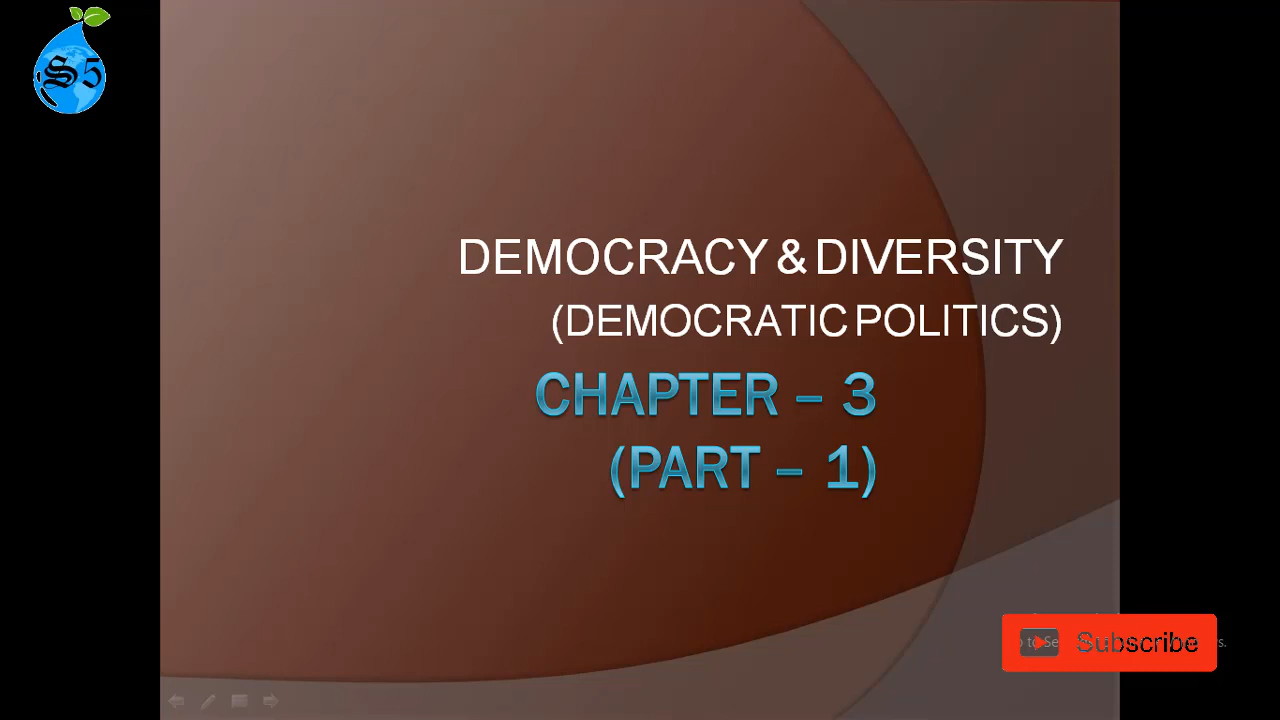 S5
DEMOCRACY & DIVERSITY
(DEMOCRATIC POLITICS)
CHAPTER – 3
(PART – 1)
Subscribe